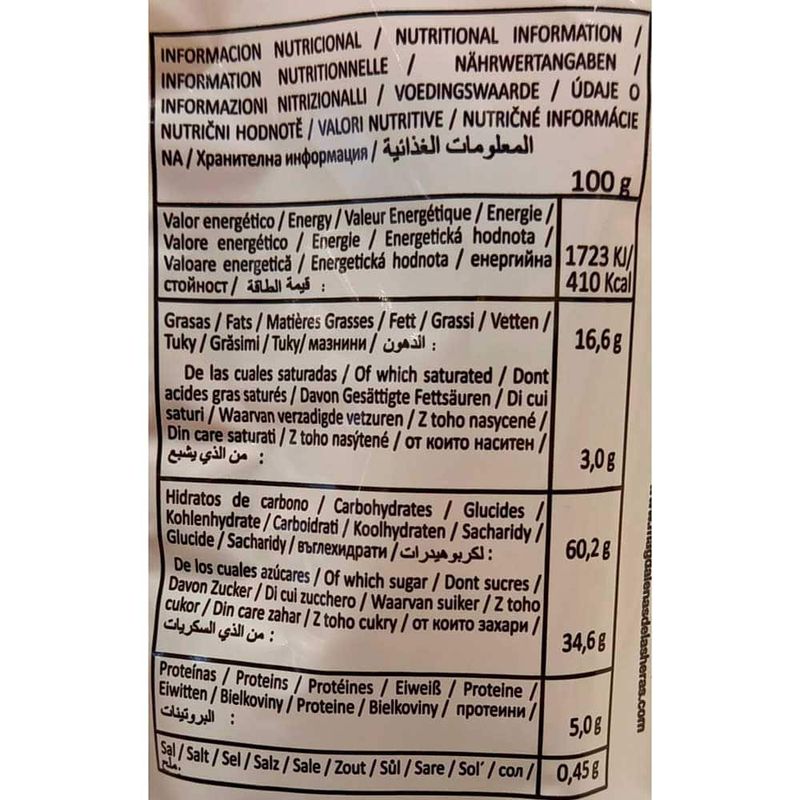 INFORMACION NUTRICIONAL / NUTRITIONAL INFORMATION /
INFORMATION NUTRITIONNELLE / NÄHRWERTANGABEN /
INFORMAZIONI NITRIZIONALLI / VOEDINGSWAARDE / ÚDAJE O
NUTRIČNI HODNOTĚ / VALORI NUTRITIVE / NUTRIČNÉ INFORMÁCIE
NA / Хранителна информация / المعلومات الغذائية
100 g
Valor energético / Energy / Valeur Energétique / Energie /
Valore energético / Energie / Energetická hodnota /
Valoare energetică / Energetická hodnota / енергийна
стойност / قيمة الطاقة :
1723 KJ/
410 Kcal
Grasas / Fats / Matières Grasses / Fett / Grassi / Vetten /
Tuky / Grăsimi / Tuky/ мазнини / الدهون :
16,6 g
De las cuales saturadas / Of which saturated / Dont
acides gras saturés / Davon Gesättigte Fettsäuren / Di cui
saturi / Waarvan verzadigde vetzuren / Z toho nasycené /
Din care saturati / Z toho nasýtené / от които наситен /
من الذي يشبع :
3,0 g
Hidratos de carbono / Carbohydrates / Glucides /
Kohlenhydrate / Carboidrati / Koolhydraten / Sacharidy /
Glucide / Sacharidy / въглехидрати / لكربوهيدرات :
60,2 g
De los cuales azúcares / Of which sugar / Dont sucres /
Davon Zucker / Di cui zucchero / Waarvan suiker / Z toho
cukor / Din care zahar / Z toho cukry / от които захари /
من الذي السكريات :
34,6 g
Proteínas / Proteins / Protéines / Eiweiß / Proteine /
Eiwitten / Bielkoviny / Proteine / Bielkoviny / протеини /
البروتينات :
5,0 g
Sal / Salt / Sel / Salz / Sale / Zout / Sůl / Sare / Sol´ / сол /
ملح.
0,45 g
www.magdalenasdelasheras.com